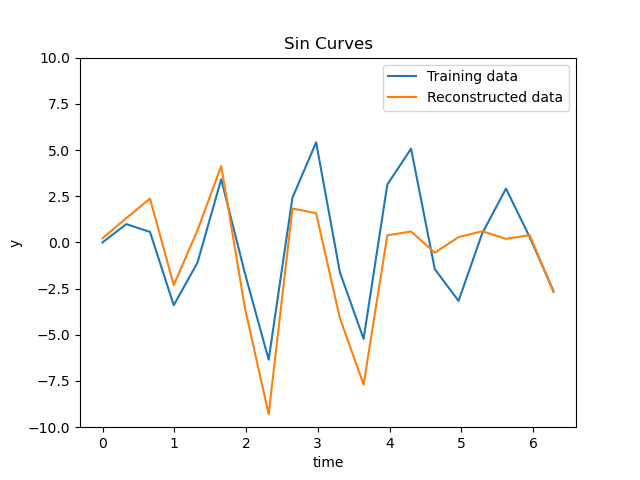 Sin Curves
Training data
Reconstructed data
10.0
7.5
5.0
2.5
0.0
−2.5
−5.0
−7.5
−10.0
y
0 1 2 3 4 5 6
time